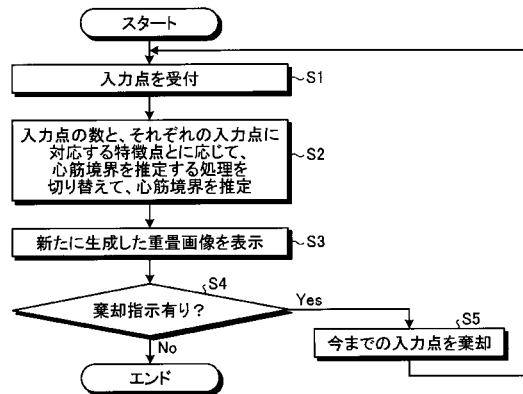 スタート
入力点を受付
S1
入力点の数と、それぞれの入力点に
対応する特徴点とに応じて、
心筋境界を推定する処理を
切り替えて、心筋境界を推定
S2
新たに生成した重畳画像を表示
S3
S4
棄却指示有り?
Yes
No
S5
今までの入力点を棄却
エンド